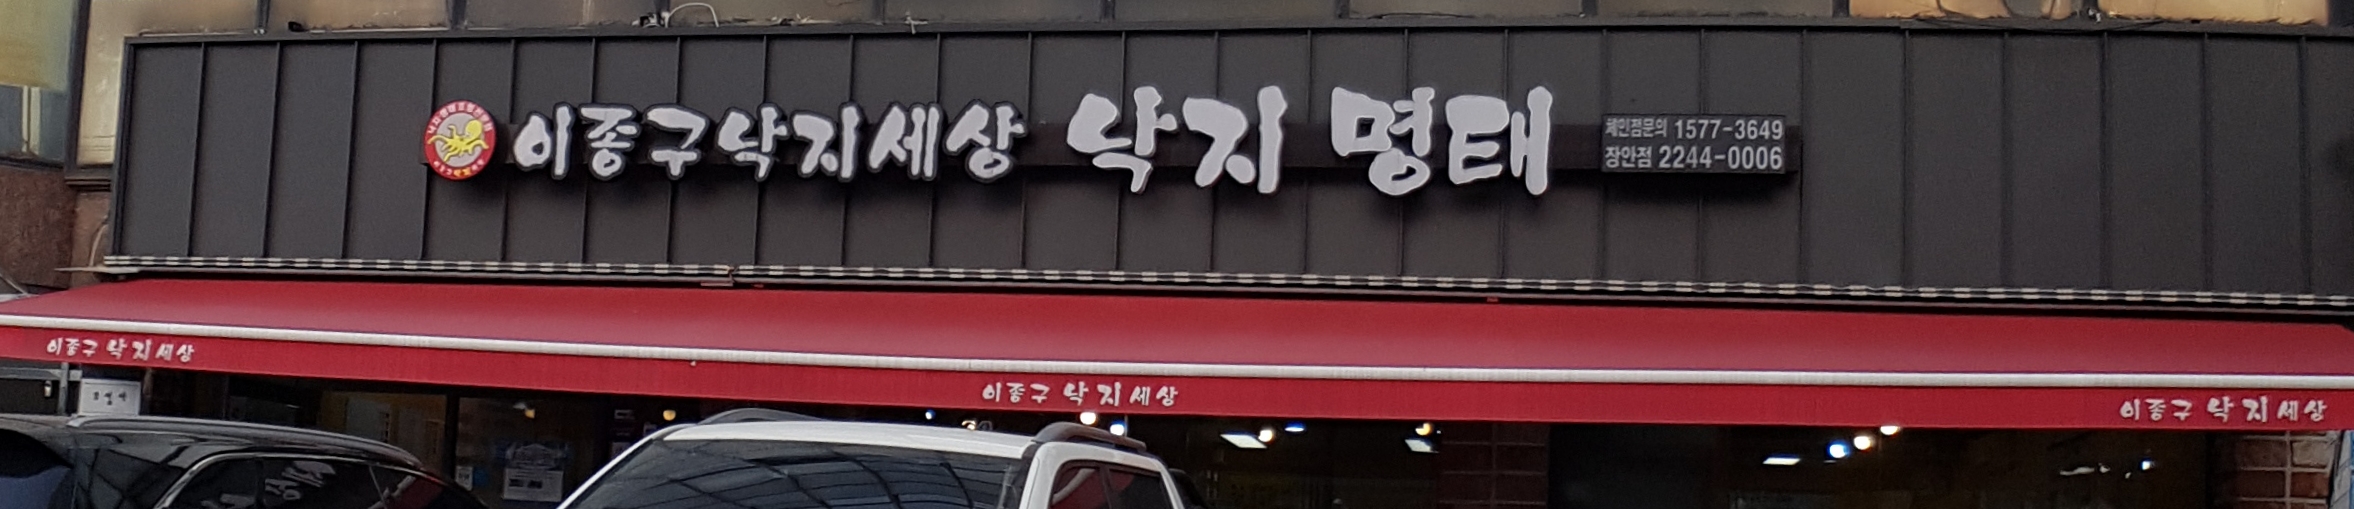 이종구낙지세상 낙지 명태
체인점문의 1577-3649
장안점 2244-0006
이종구 낙지세상
이종구 낙지세상
이종구 낙지세상